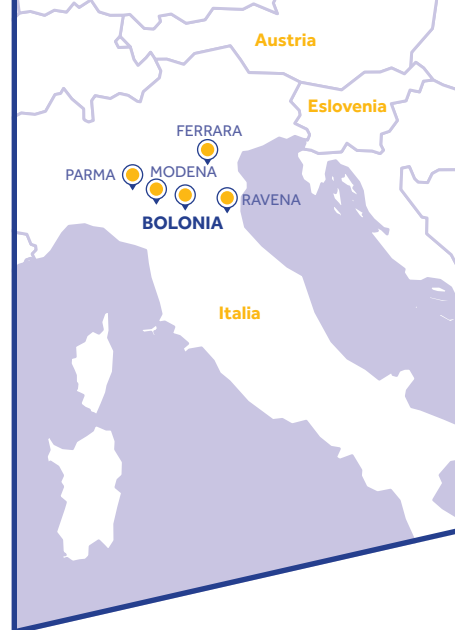 Austria
Eslovenia
FERRARA
PARMA
MODENA
RAVENA
BOLONIA
Italia